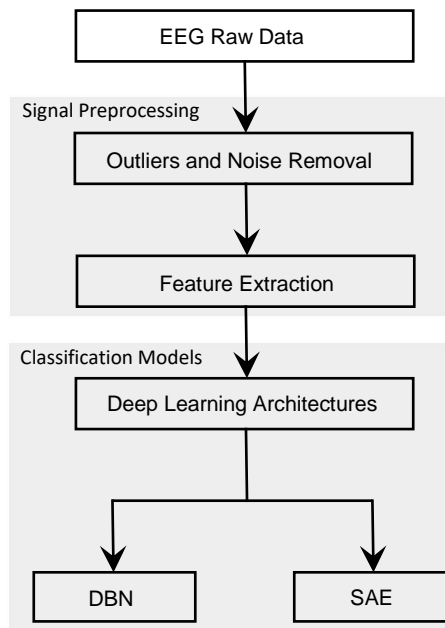 EEG Raw Data
Signal Preprocessing
Outliers and Noise Removal
Feature Extraction
Classification Models
Deep Learning Architectures
DBN
SAE